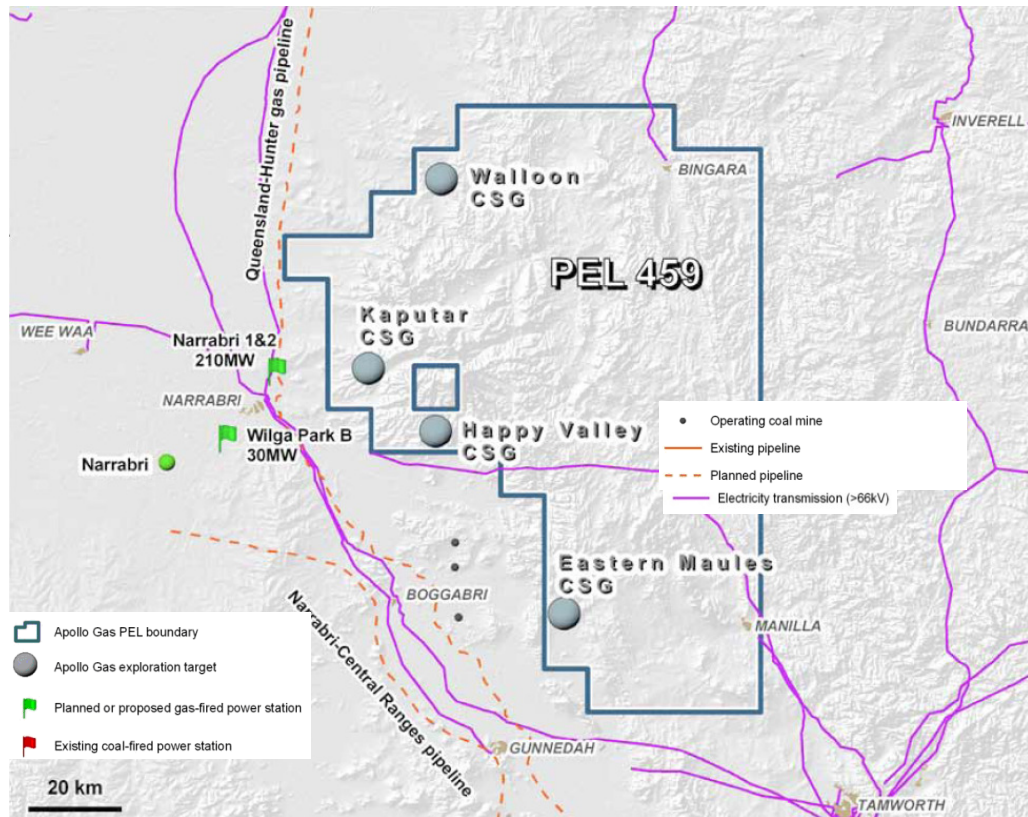 Queensland-Hunter gas pipeline
INVERELL
BINGARA
Walloon
CSG
PEL 459
Kaputar
CSG
WEE WAA
Narrabri 1&2
210MW
BUNDARRA
NARRABRI
Wilga Park B
30MW
Happy Valley
CSG
Narrabri
Operating coal mine
Existing pipeline
Planned pipeline
Electricity transmission (>66kV)
Eastern Maules
CSG
BOGGABRI
MANILLA
Narrabri-Central Ranges pipeline
Apollo Gas PEL boundary
Apollo Gas exploration target
Planned or proposed gas-fired power station
Existing coal-fired power station
GUNNEDAH
20 km
TAMWORTH